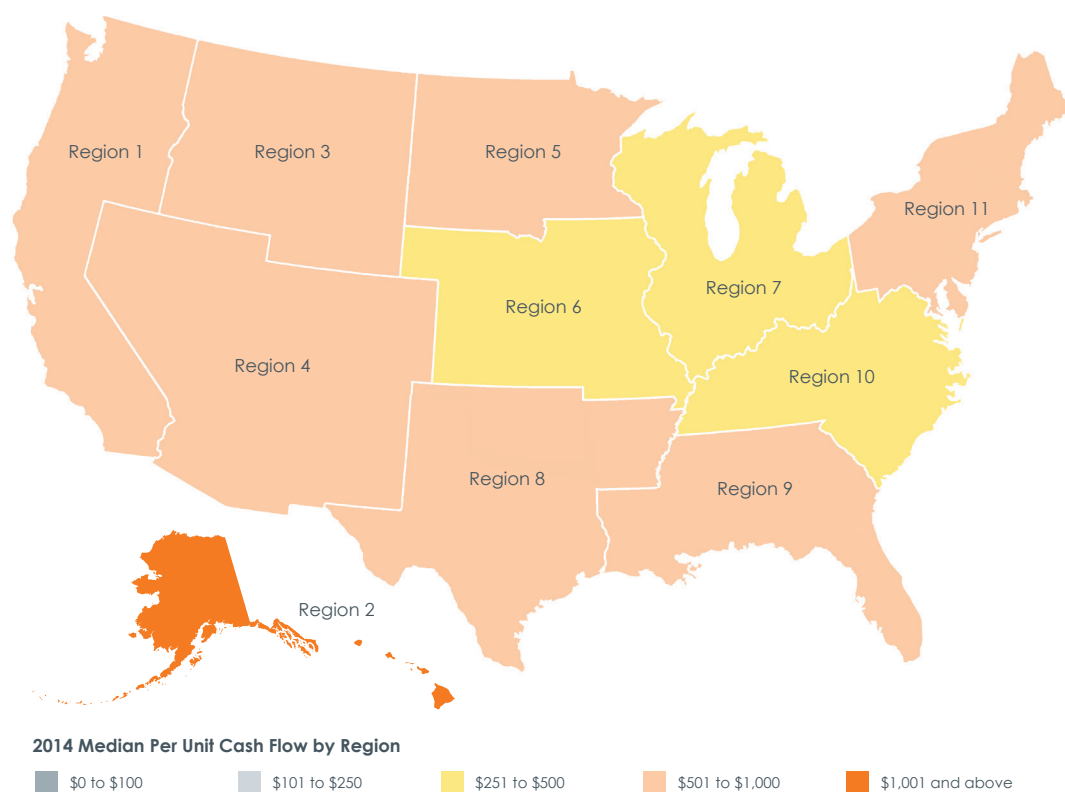 Region 1
Region 3
Region 5
Region 11
Region 7
Region 6
Region 4
Region 10
Region 8
Region 9
Region 2
2014 Median Per Unit Cash Flow by Region
$0 to $100
$101 to $250
$251 to $500
$501 to $1,000
$1,001 and above